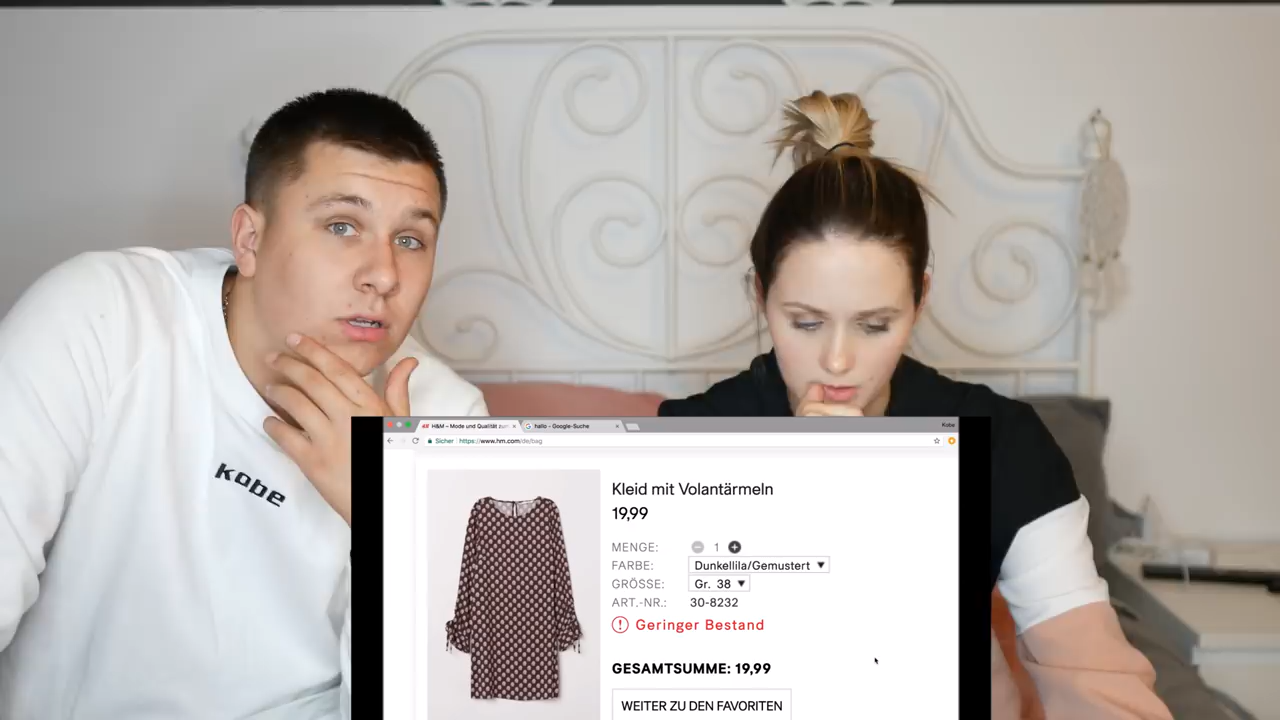 kobe
H&M – Mode und Qualität zum
hallo - Google-Suche
Kobe
Sicher
https://www.hm.com/de/bag
Kleid mit Volantärmeln
19,99
MENGE: 1
FARBE: Dunkellila/Gemustert
GRÖSSE: Gr. 38
ART.-NR.: 30-8232
Geringer Bestand
GESAMTSUMME: 19,99
WEITER ZU DEN FAVORITEN